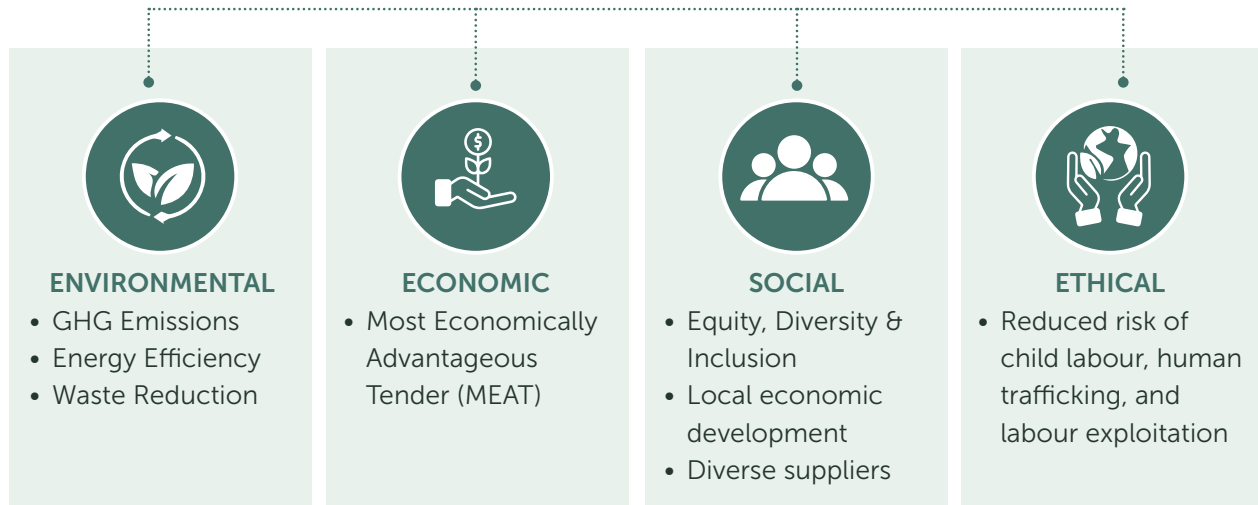 ENVIRONMENTAL
• GHG Emissions
• Energy Efficiency
• Waste Reduction
$
ECONOMIC
• Most Economically
Advantageous
Tender (MEAT)
SOCIAL
• Equity, Diversity &
Inclusion
• Local economic
development
• Diverse suppliers
ETHICAL
• Reduced risk of
child labour, human
trafficking, and
labour exploitation